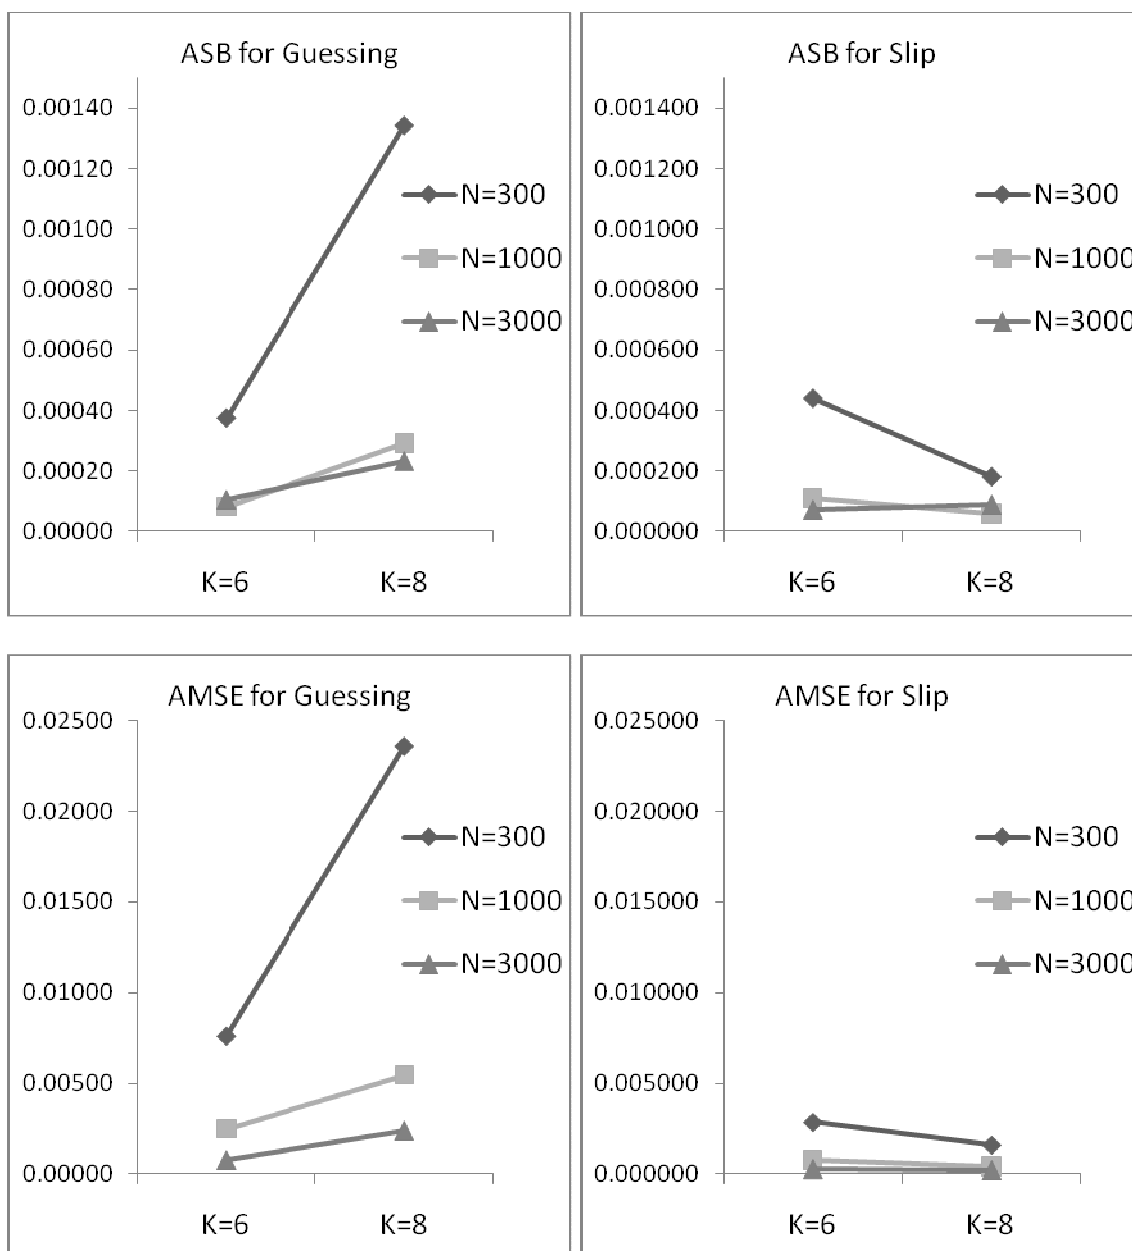 ASB for Guessing
0.00140
0.00120
0.00100
0.00080
0.00060
0.00040
0.00020
0.00000
N=300
N=1000
N=3000
K=6 K=8
ASB for Slip
0.001400
0.001200
0.001000
0.000800
0.000600
0.000400
0.000200
0.000000
N=300
N=1000
N=3000
K=6 K=8
AMSE for Guessing
0.02500
0.02000
0.01500
0.01000
0.00500
0.00000
N=300
N=1000
N=3000
K=6 K=8
AMSE for Slip
0.025000
0.020000
0.015000
0.010000
0.005000
0.000000
N=300
N=1000
N=3000
K=6 K=8